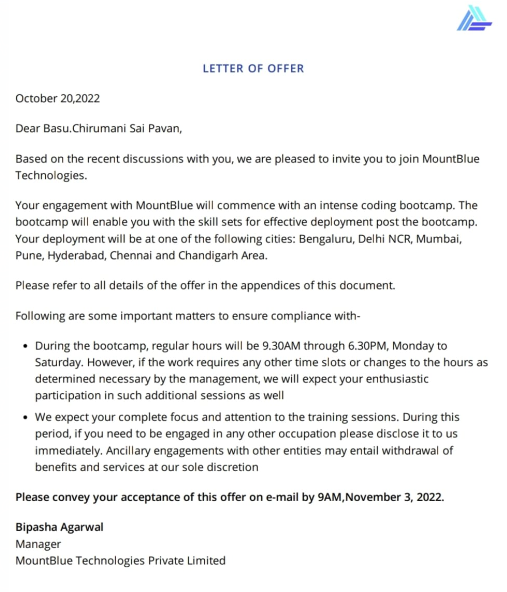 LETTER OF OFFER
October 20,2022
Dear Basu.Chirumani Sai Pavan,
Based on the recent discussions with you, we are pleased to invite you to join MountBlue
Technologies.
Your engagement with MountBlue will commence with an intense coding bootcamp. The
bootcamp will enable you with the skill sets for effective deployment post the bootcamp.
Your deployment will be at one of the following cities: Bengaluru, Delhi NCR, Mumbai,
Pune, Hyderabad, Chennai and Chandigarh Area.
Please refer to all details of the offer in the appendices of this document.
Following are some important matters to ensure compliance with-
• During the bootcamp, regular hours will be 9.30AM through 6.30PM, Monday to
Saturday. However, if the work requires any other time slots or changes to the hours as
determined necessary by the management, we will expect your enthusiastic
participation in such additional sessions as well
• We expect your complete focus and attention to the training sessions. During this
period, if you need to be engaged in any other occupation please disclose it to us
immediately. Ancillary engagements with other entities may entail withdrawal of
benefits and services at our sole discretion
Please convey your acceptance of this offer on e-mail by 9AM,November 3, 2022.
Bipasha Agarwal
Manager
MountBlue Technologies Private Limited